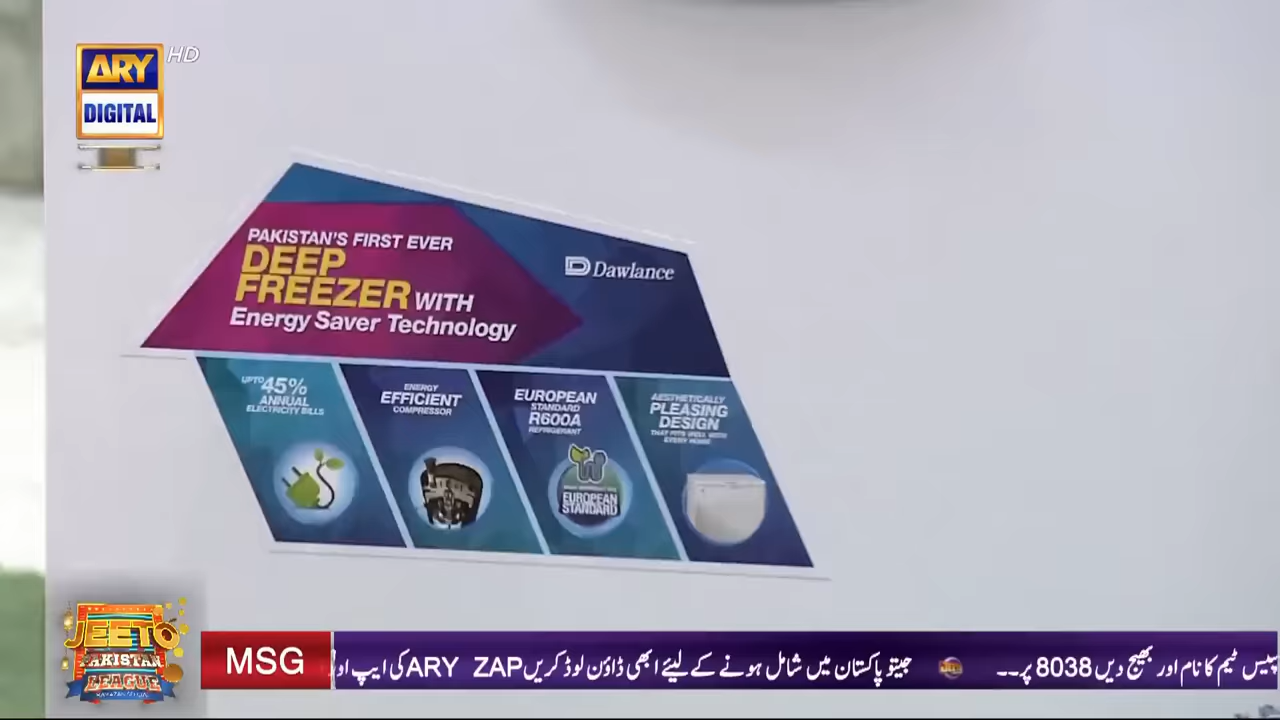 ARY
DIGITAL
HD
PAKISTAN'S FIRST EVER
DEEP
FREEZER WITH
Energy Saver Technology
Dawlance
UPTO 45%
ANNUAL
ELECTRICITY BILLS
ENERGY
EFFICIENT
COMPRESSOR
EUROPEAN
STANDARD
R600A
REFRIGERANT
EUROPEAN
STANDARD
AESTHETICALLY
PLEASING
DESIGN
THAT FITS WELL WITH
EVERY HOME
JEETO
PAKISTAN
LEAGUE
MSG
سپیس ٹیم کا نام اور بھیج دیں 8038 پر۔۔۔ جیتو پاکستان میں شامل ہونے کے لیئے ابھی ڈاؤن لوڈ کریں ARY ZAP کی ایپ اور